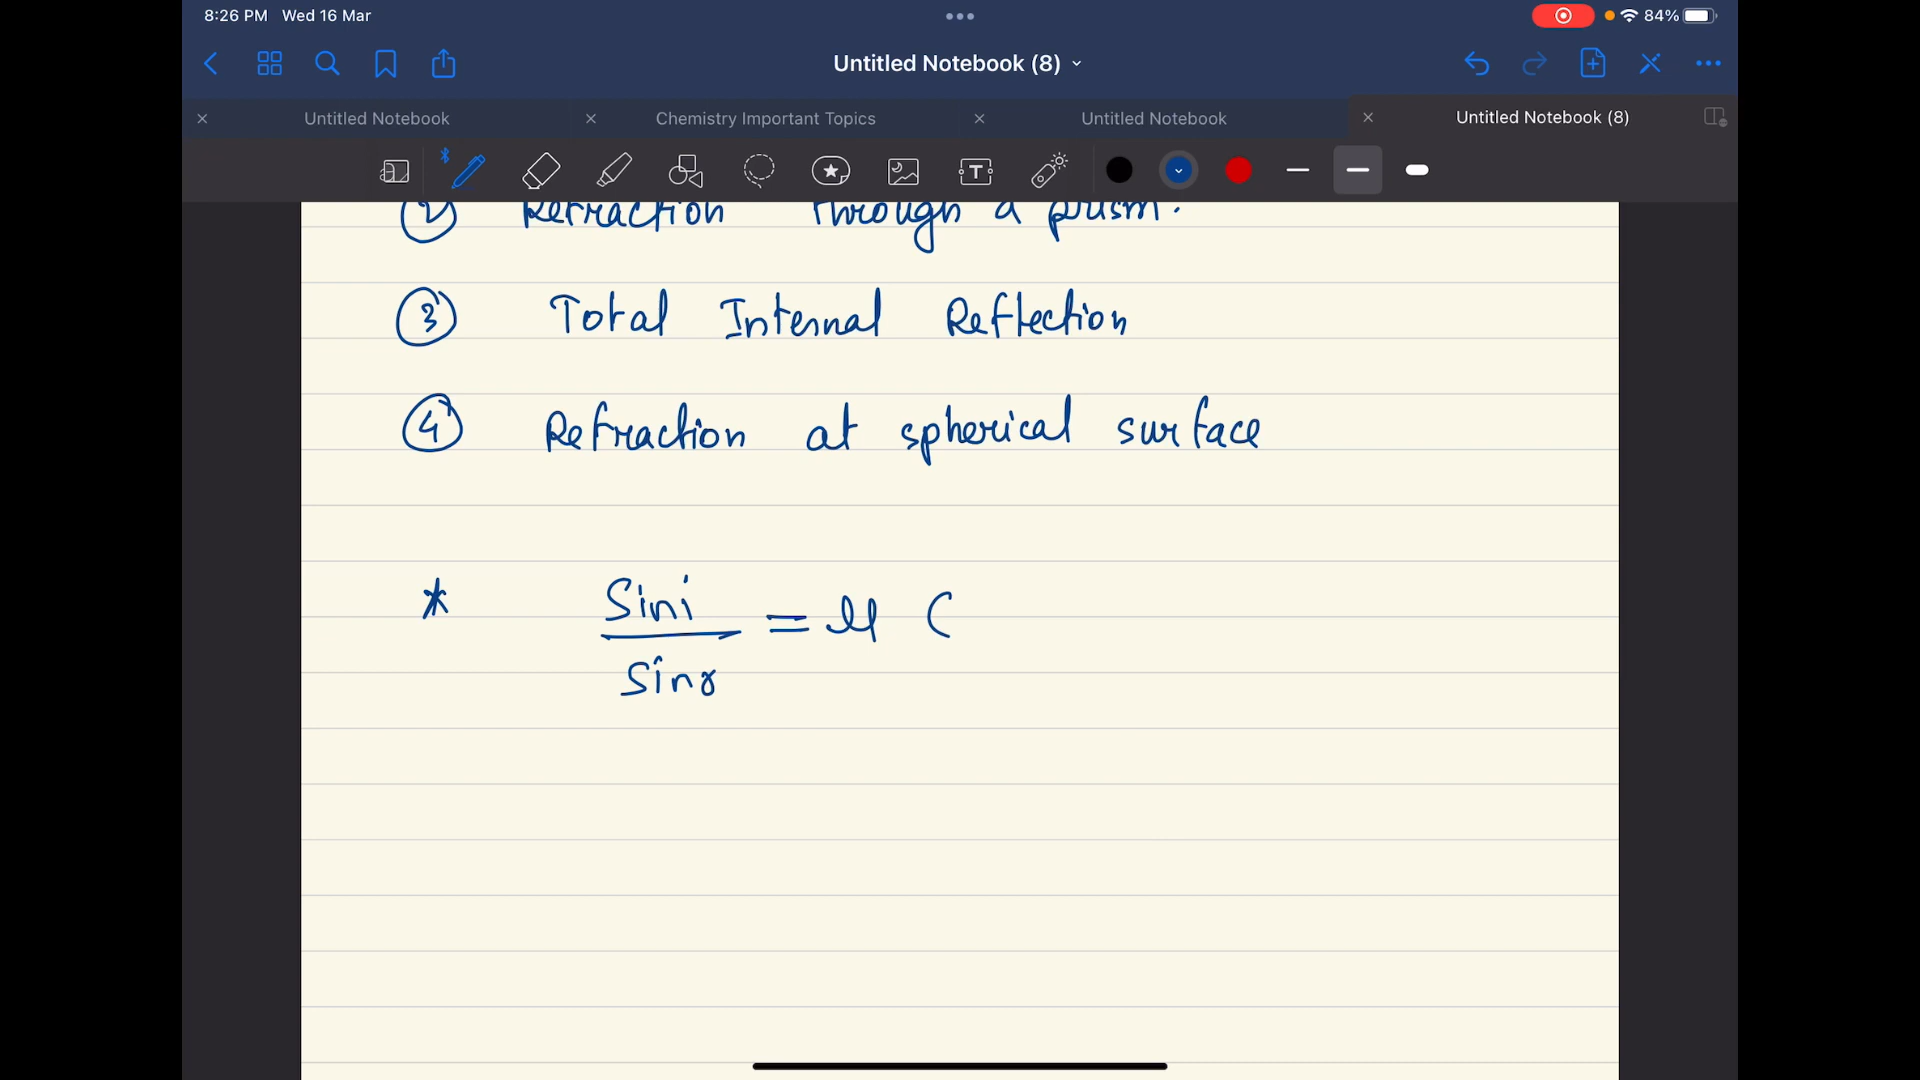 8:26 PM Wed 16 Mar 84%
Untitled Notebook (8)
Untitled Notebook Chemistry Important Topics Untitled Notebook Untitled Notebook (8)
② Refraction through a prism.
③ Total Internal Reflection
④ Refraction at spherical surface
* Sini
= μ (
Sinr